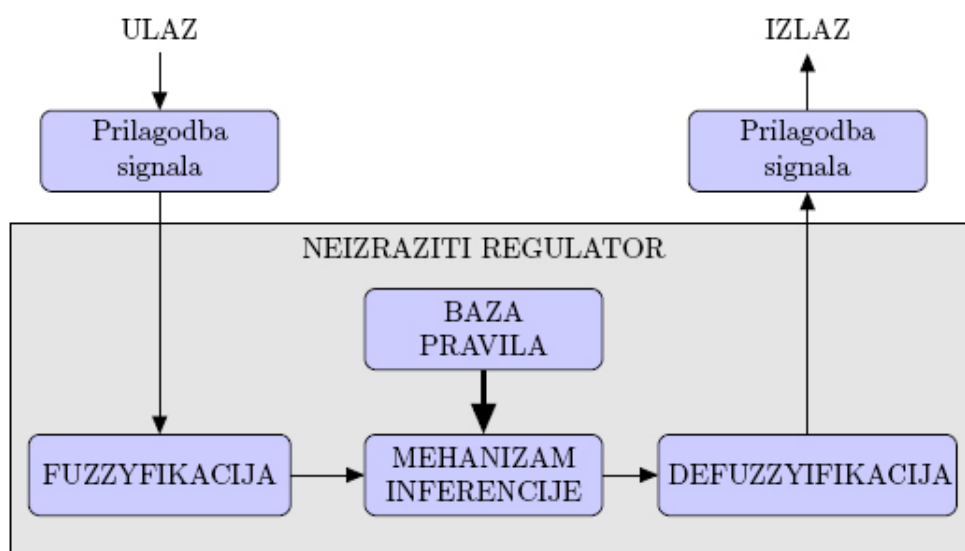 ULAZ
IZLAZ
Prilagodba
signala
Prilagodba
signala
NEIZRAZITI REGULATOR
BAZA
PRAVILA
FUZZYFIKACIJA
MEHANIZAM
INFERENCIJE
DEFUZZYIFIKACIJA